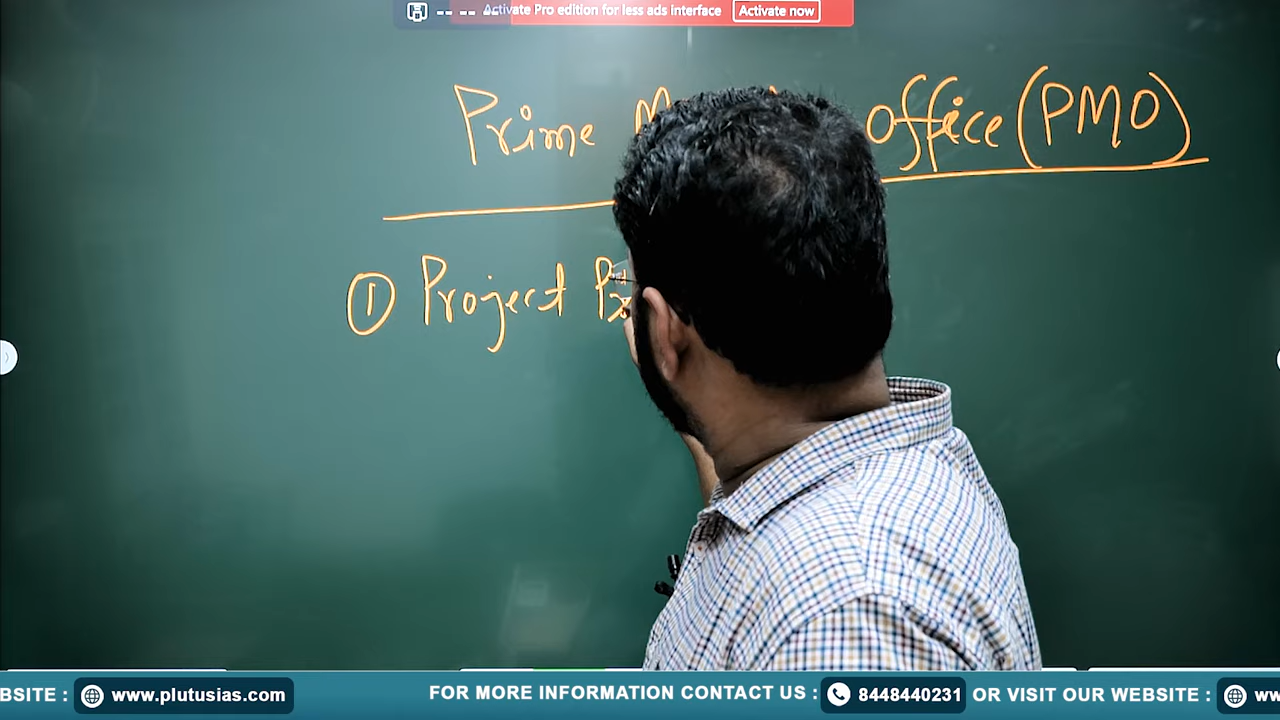 Activate Pro edition for less ads interface Activate now
Prime Office (PMO)
① Project
BSITE : www.plutusias.com FOR MORE INFORMATION CONTACT US : 8448440231 OR VISIT OUR WEBSITE : ww